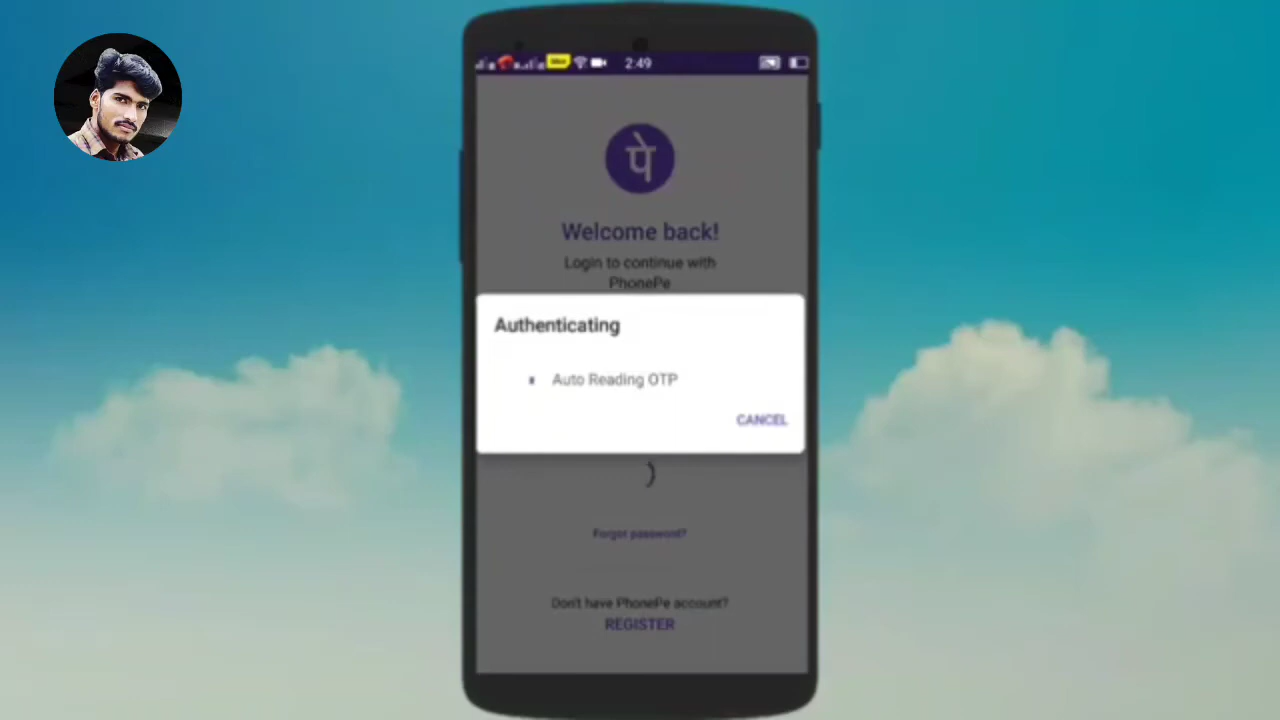 2:49
पे
Welcome back!
Login to continue with
PhonePe
Authenticating
Auto Reading OTP
CANCEL
Forgot password?
Don't have PhonePe account?
REGISTER